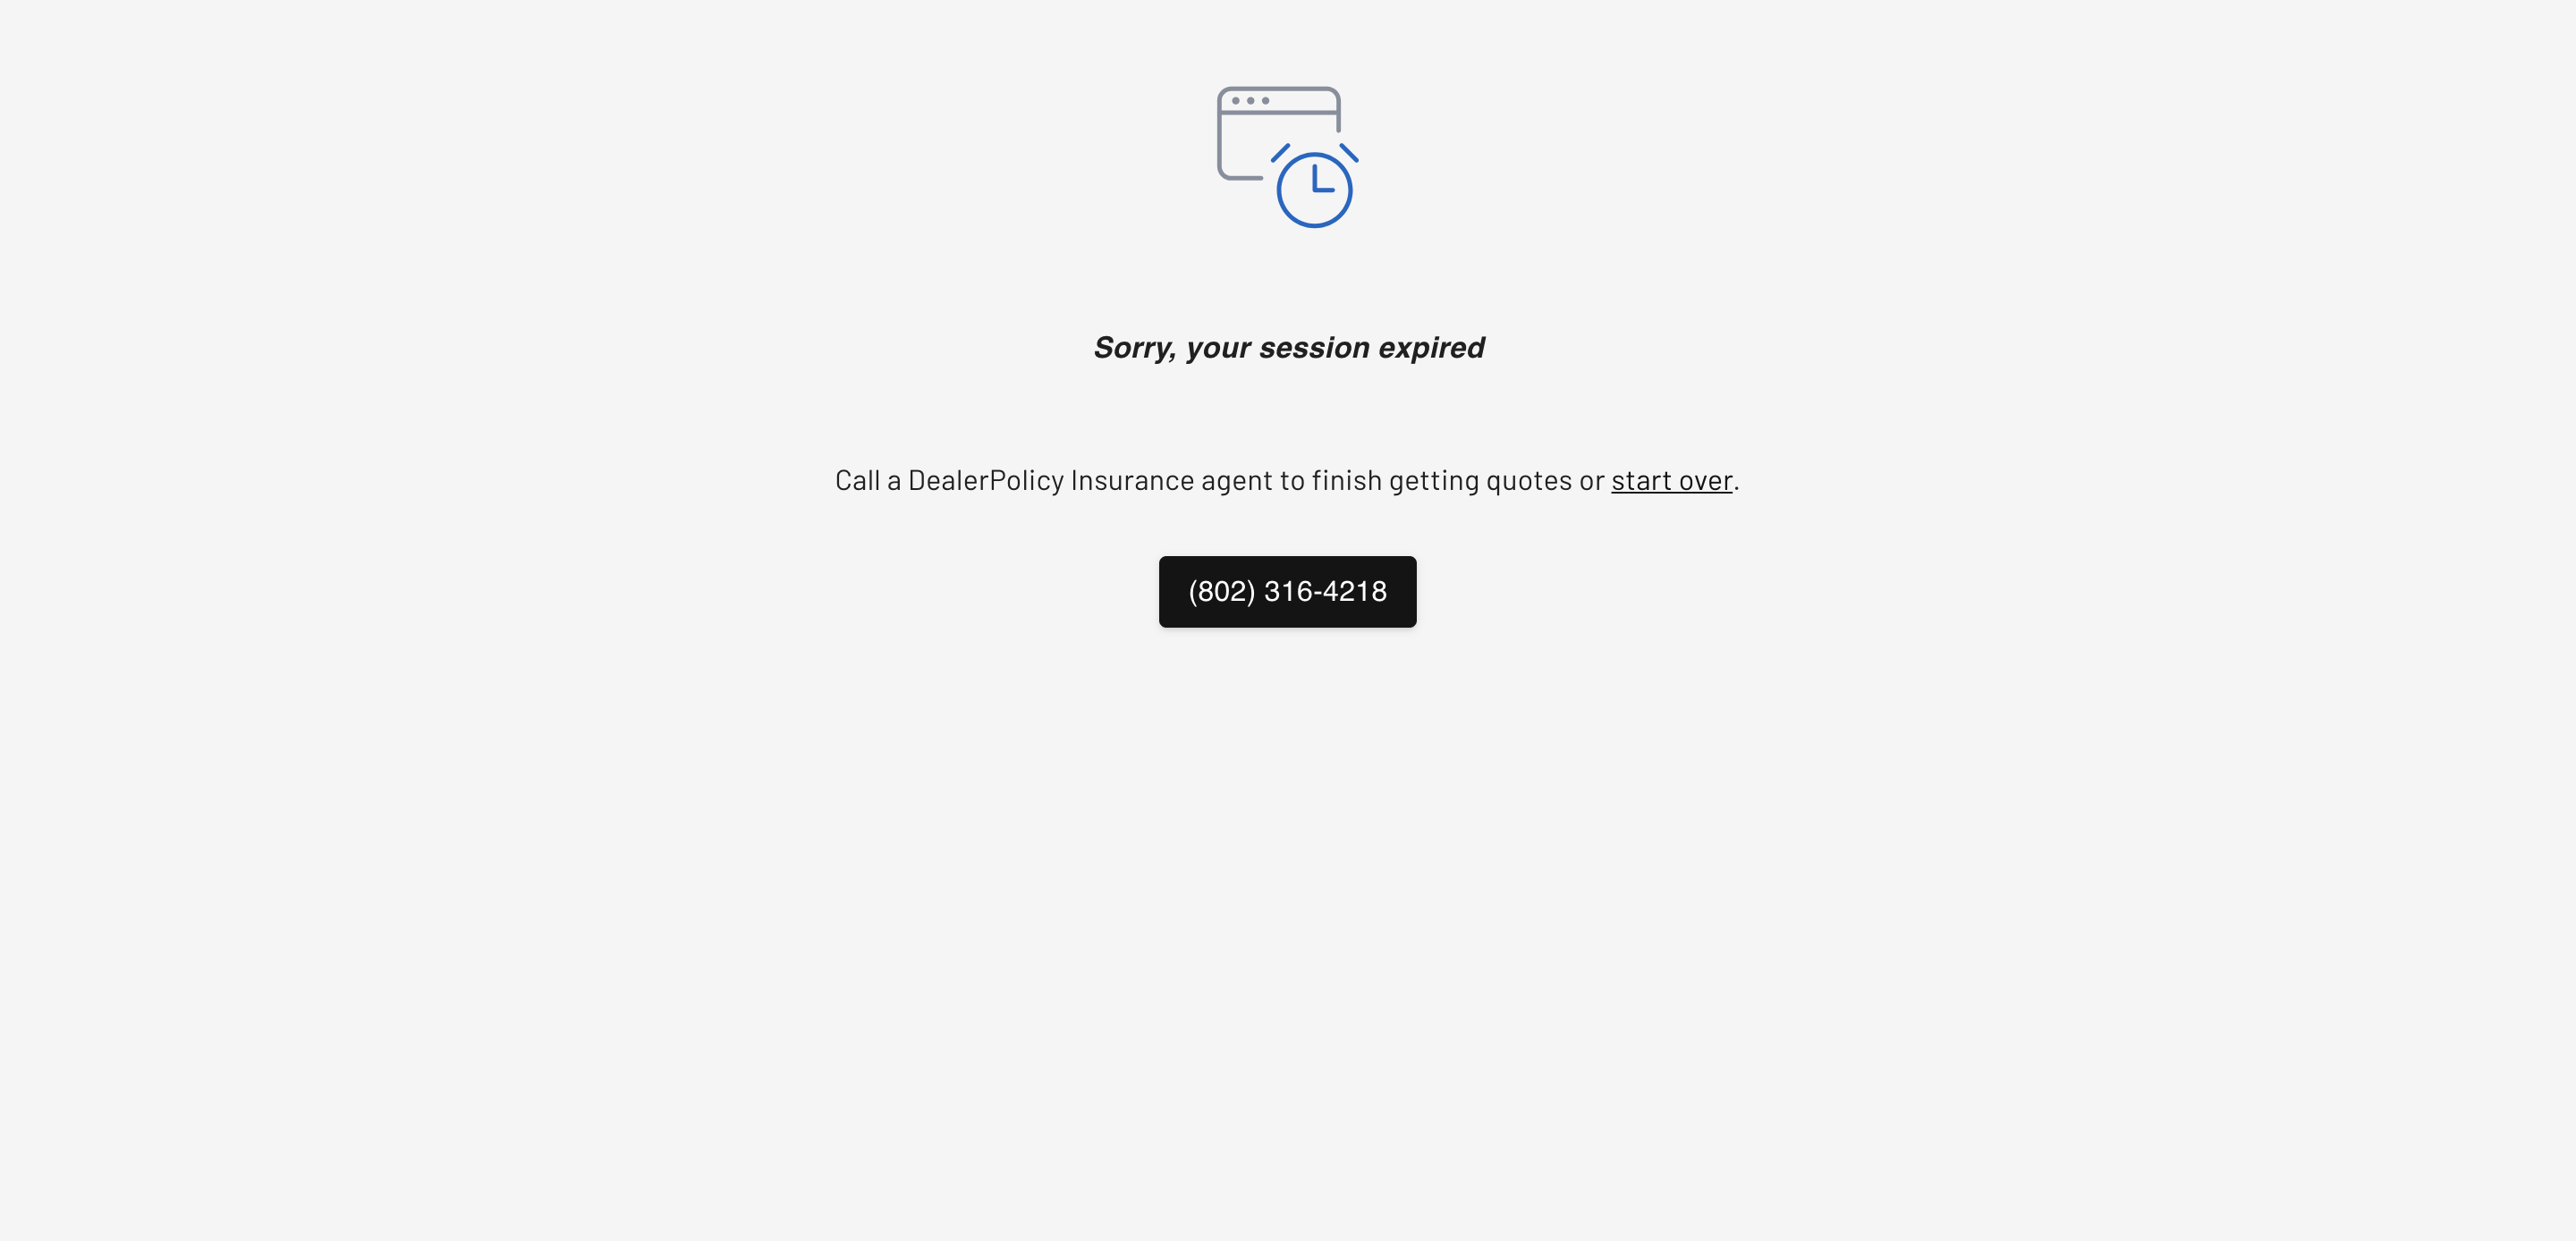 Sorry, your session expired
Call a DealerPolicy Insurance agent to finish getting quotes or start over.
(802) 316-4218